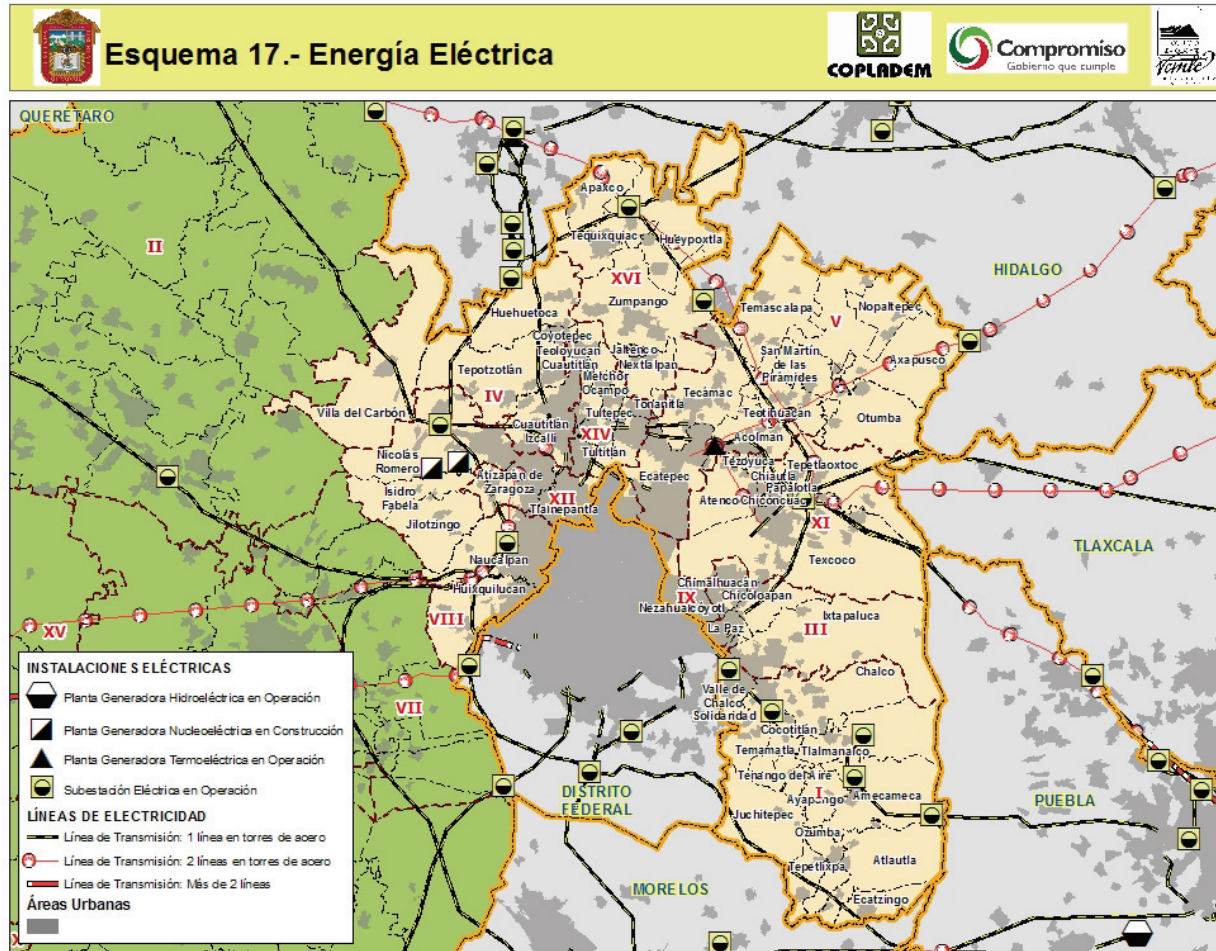 Esquema 17.- Energía Eléctrica
COPLADEM
Compromiso
Gobierno que cumple
QUERÉTARO
II
Apaxco
Tequixquiac
Hueypoxtla
HIDALGO
XVI
Zumpango
Temascalapa
V
Nopaltepec
Huehuetoca
Coyotepec
Teoloyucan
Cuautitlán
Jaltenco
Nextlalpan
San Martín
de las
Pirámides
Axapusco
Tepotzotlán
Melchor
Ocampo
IV
Tecámac
Villa del Carbón
Tultepec
Tonanitla
Teotihuacán
Otumba
Cuautitlán
Izcalli
XIV
Tultitlán
Acolman
Nicolás
Romero
Atizapán de
Zaragoza
Ecatepec
Tezoyuca
Tepetlaoxtoc
Chiautla
Papalotla
Isidro
Fabela
XII
Tlalnepantla
Atenco
Chiconcuac
Jilotzingo
XI
TLAXCALA
Naucalpan
Texcoco
Huixquilucan
Chimalhuacán
IX
Chicoloapan
Nezahualcóyotl
VIII
Ixtapaluca
La Paz
III
XV
Chalco
VII
Valle de
Chalco
Solidaridad
Cocotitlán
Temamatla
Tlalmanalco
Tenango del Aire
DISTRITO
FEDERAL
I
Ayapango
Amecameca
PUEBLA
Juchitepec
Ozumba
Tepetlixpa
Atlautla
MORELOS
Ecatzingo
INSTALACIONES ELÉCTRICAS
Planta Generadora Hidroeléctrica en Operación
Planta Generadora Nucleoeléctrica en Construcción
Planta Generadora Termoeléctrica en Operación
Subestación Eléctrica en Operación
LÍNEAS DE ELECTRICIDAD
Línea de Transmisión: 1 línea en torres de acero
Línea de Transmisión: 2 líneas en torres de acero
Línea de Transmisión: Más de 2 líneas
Áreas Urbanas